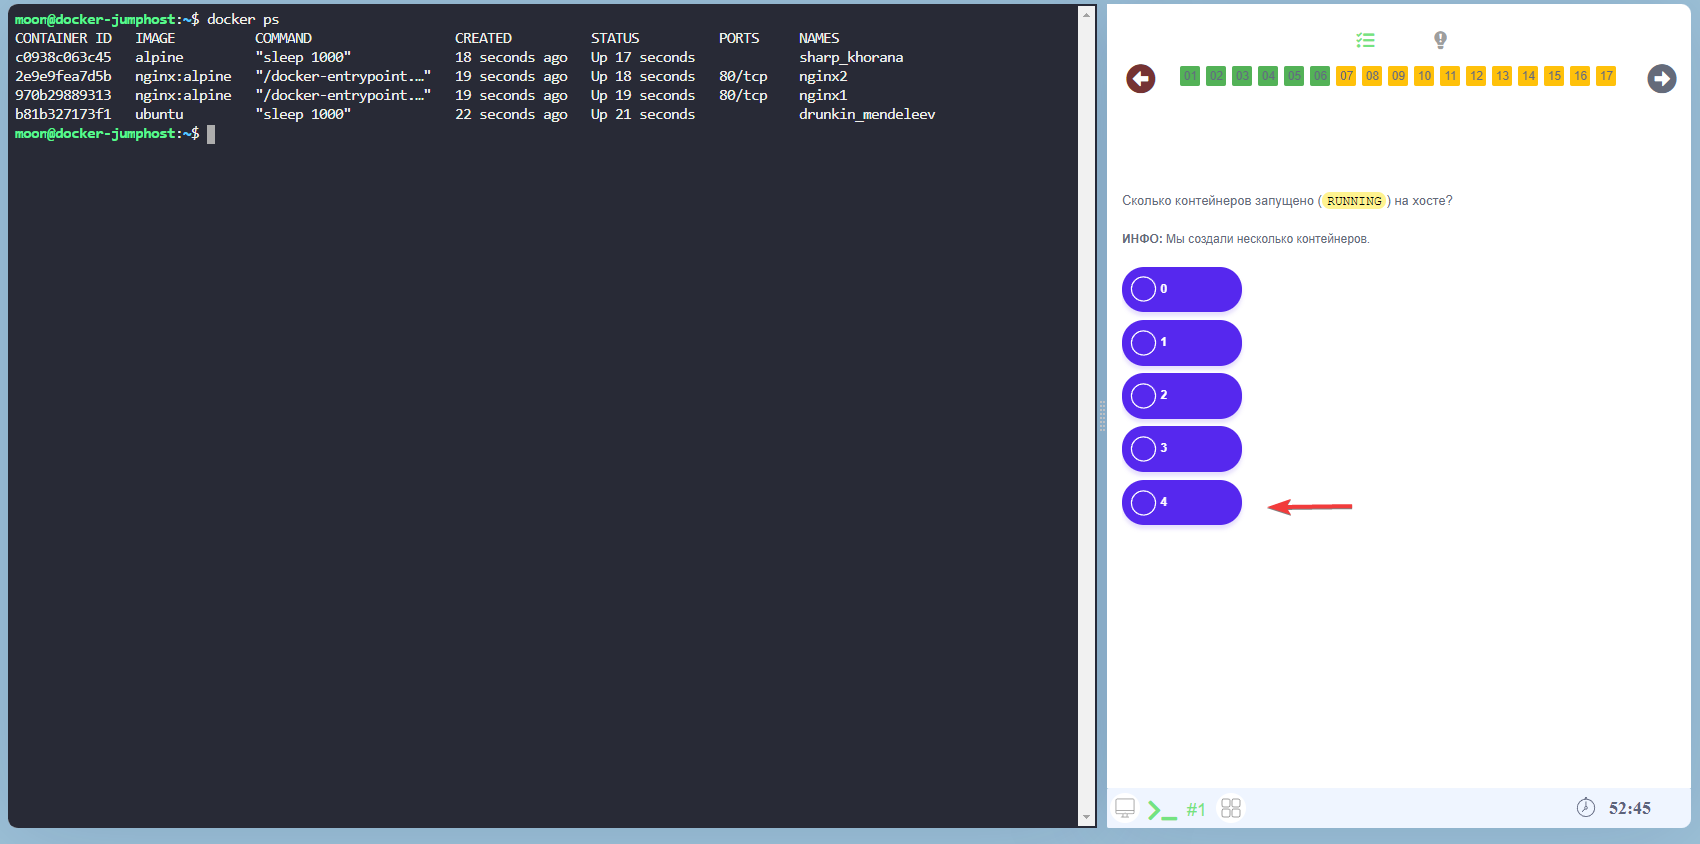 moon@docker-jumphost:~$ docker ps
CONTAINER ID   IMAGE          COMMAND                  CREATED          STATUS          PORTS     NAMES
c0938c063c45   alpine         "sleep 1000"             18 seconds ago   Up 17 seconds             sharp_khorana
2e9e9fea7d5b   nginx:alpine   "/docker-entrypoint.…"   19 seconds ago   Up 18 seconds   80/tcp    nginx2
970b29889313   nginx:alpine   "/docker-entrypoint.…"   19 seconds ago   Up 19 seconds   80/tcp    nginx1
b81b327173f1   ubuntu         "sleep 1000"             22 seconds ago   Up 21 seconds             drunkin_mendeleev
moon@docker-jumphost:~$
01 02 03 04 05 06 07 08 09 10 11 12 13 14 15 16 17
Сколько контейнеров запущено (RUNNING) на хосте?
ИНФО: Мы создали несколько контейнеров.
0
1
2
3
4
#1
52:45